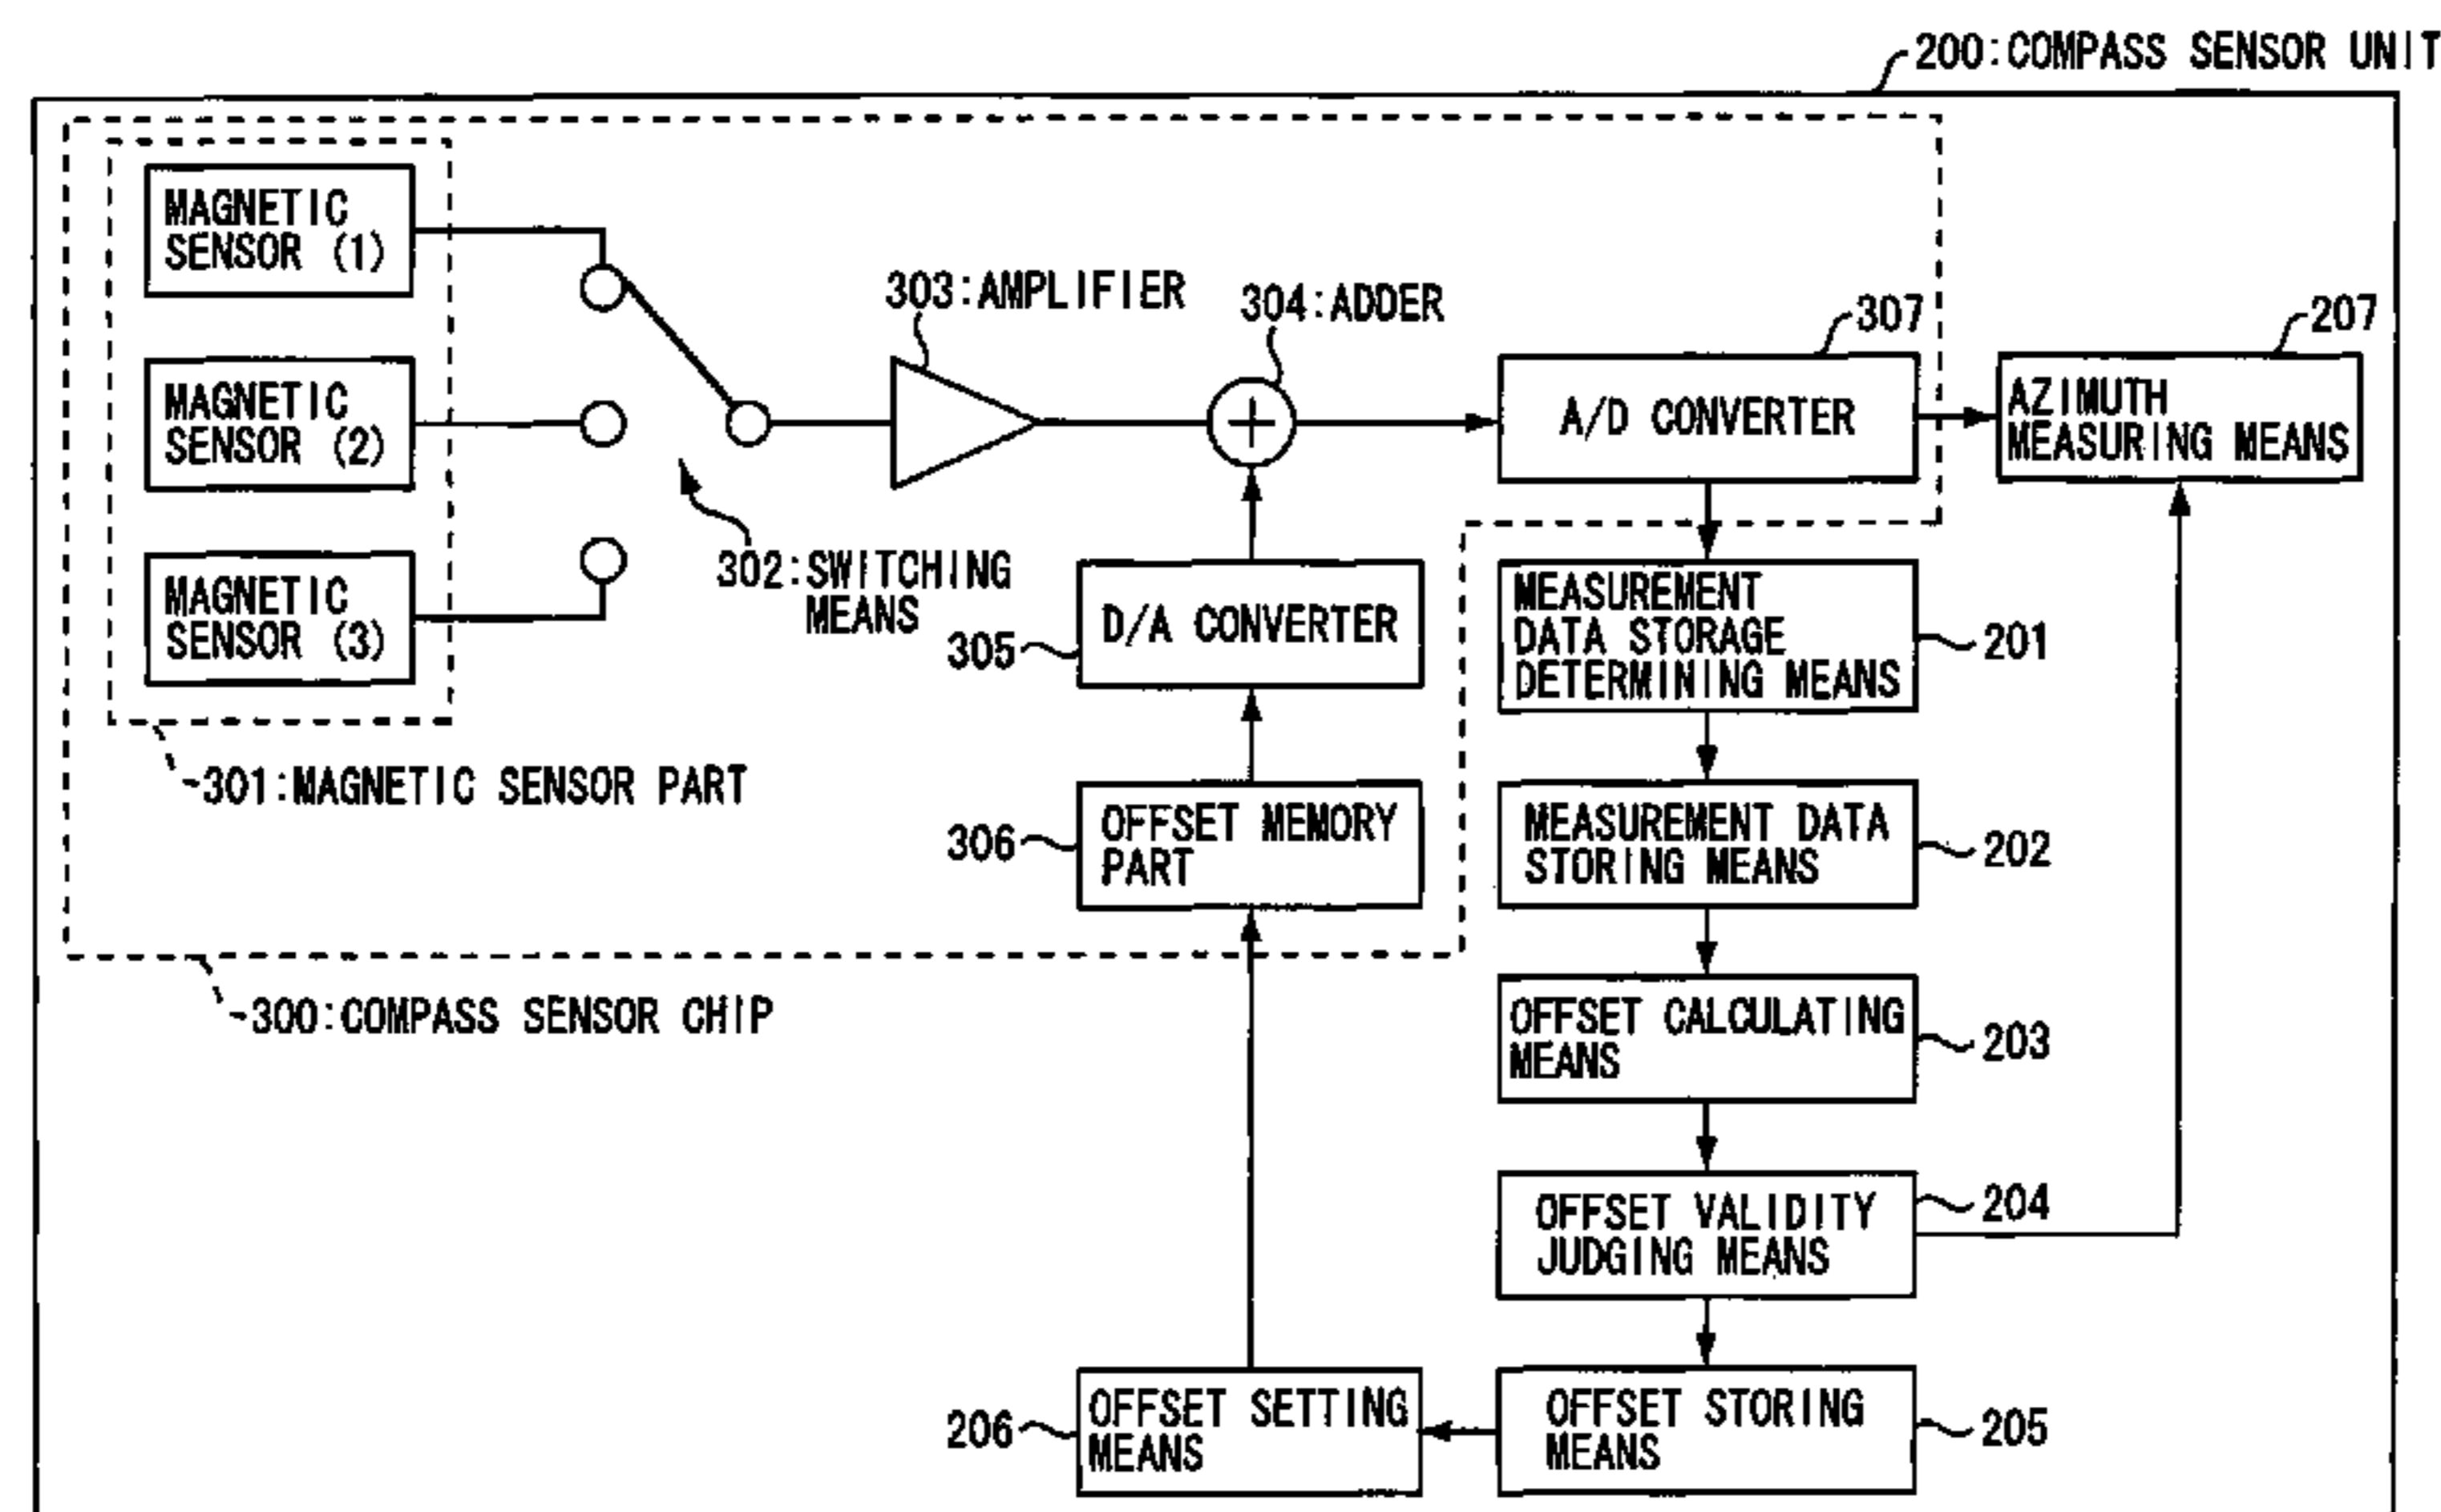 200:COMPASS SENSOR UNIT
MAGNETIC
SENSOR (1)
303:AMPLIFIER
304:ADDER
307
207
MAGNETIC
SENSOR (2)
A/D CONVERTER
AZIMUTH
MEASURING MEANS
302:SWITCHING
MEANS
MAGNETIC
SENSOR (3)
305
D/A CONVERTER
MEASUREMENT
DATA STORAGE
DETERMINING MEANS
201
301:MAGNETIC SENSOR PART
306
OFFSET MEMORY
PART
MEASUREMENT DATA
STORING MEANS
202
300:COMPASS SENSOR CHIP
OFFSET CALCULATING
MEANS
203
OFFSET VALIDITY
JUDGING MEANS
204
206
OFFSET SETTING
MEANS
OFFSET STORING
MEANS
205